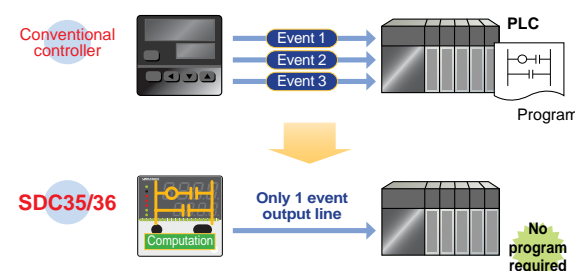 Conventional
controller
Event 1
Event 2
Event 3
PLC
Program
SDC35/36
Computation
Only 1 event
output line
No
program
required